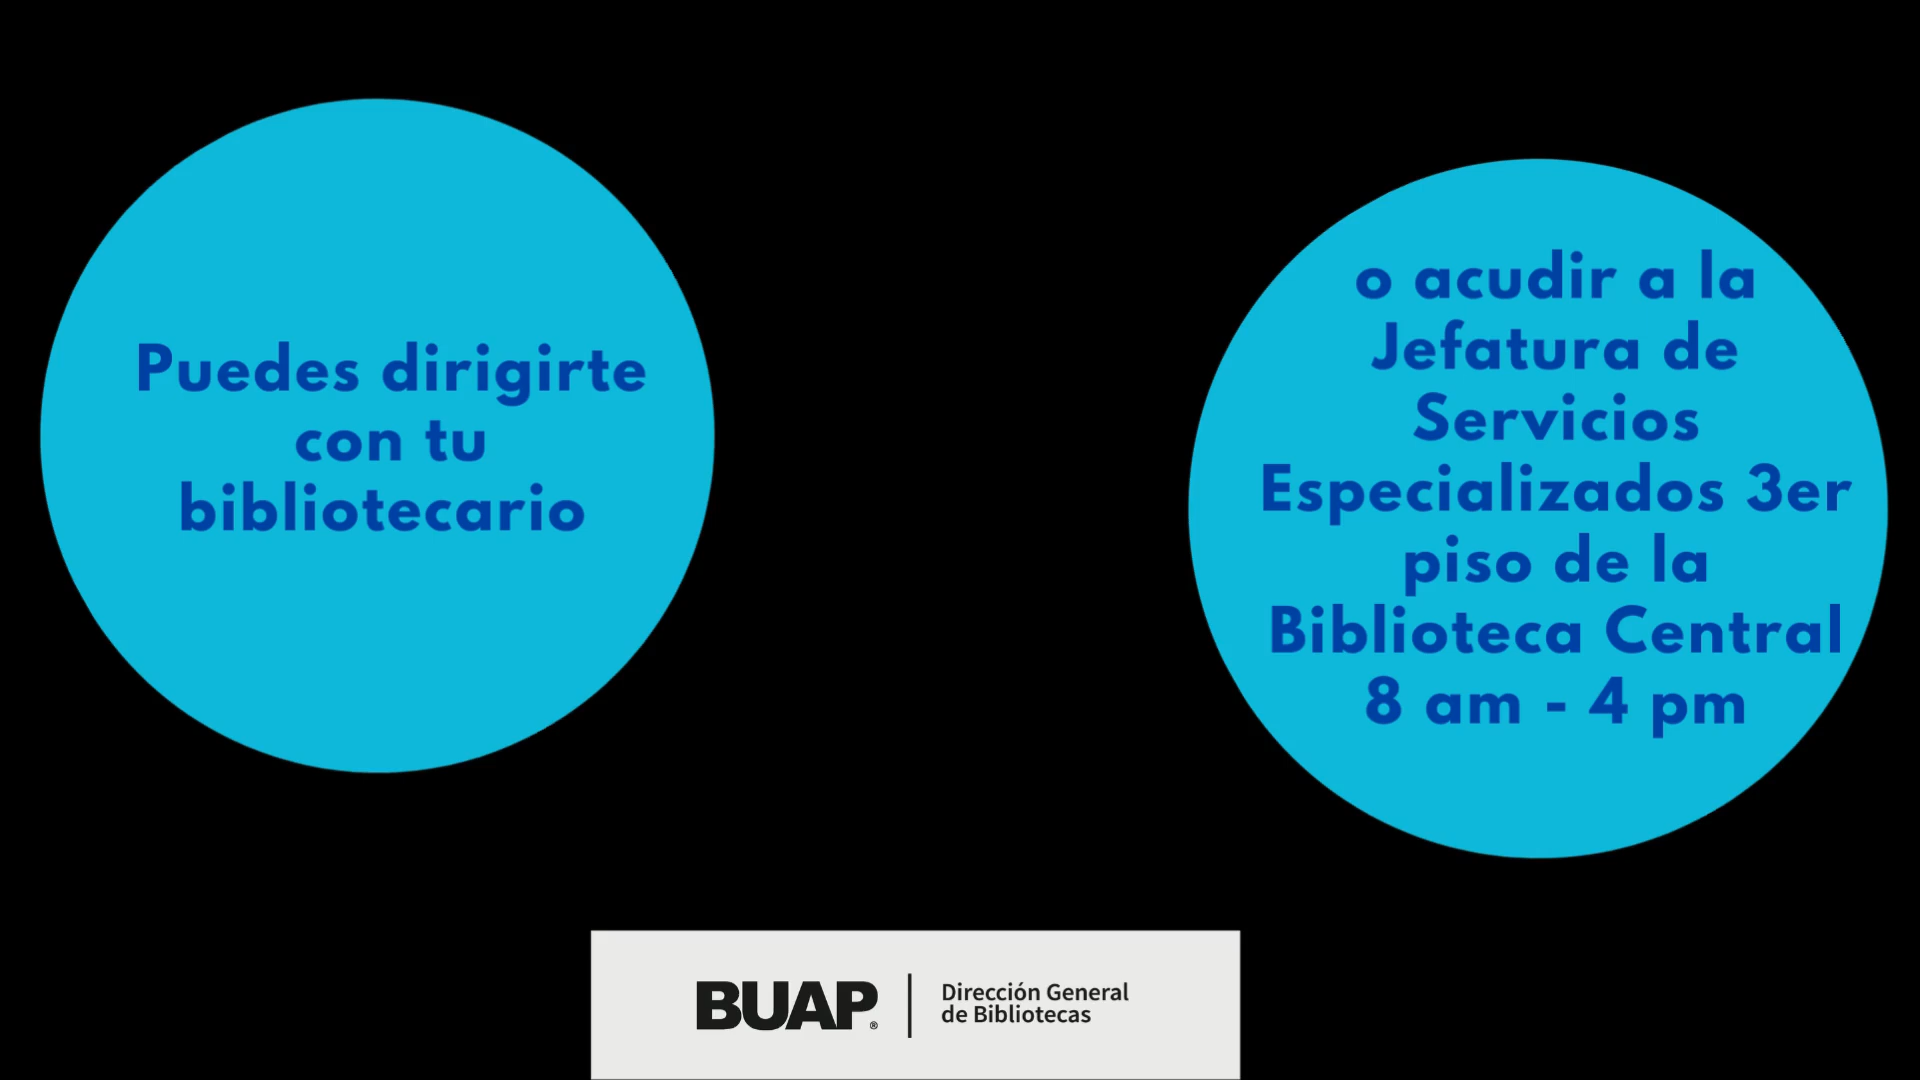 Puedes dirigirte
con tu
bibliotecario
o acudir a la
Jefatura de
Servicios
Especializados 3er
piso de la
Biblioteca Central
8 am - 4 pm
BUAP®
Dirección General
de Bibliotecas